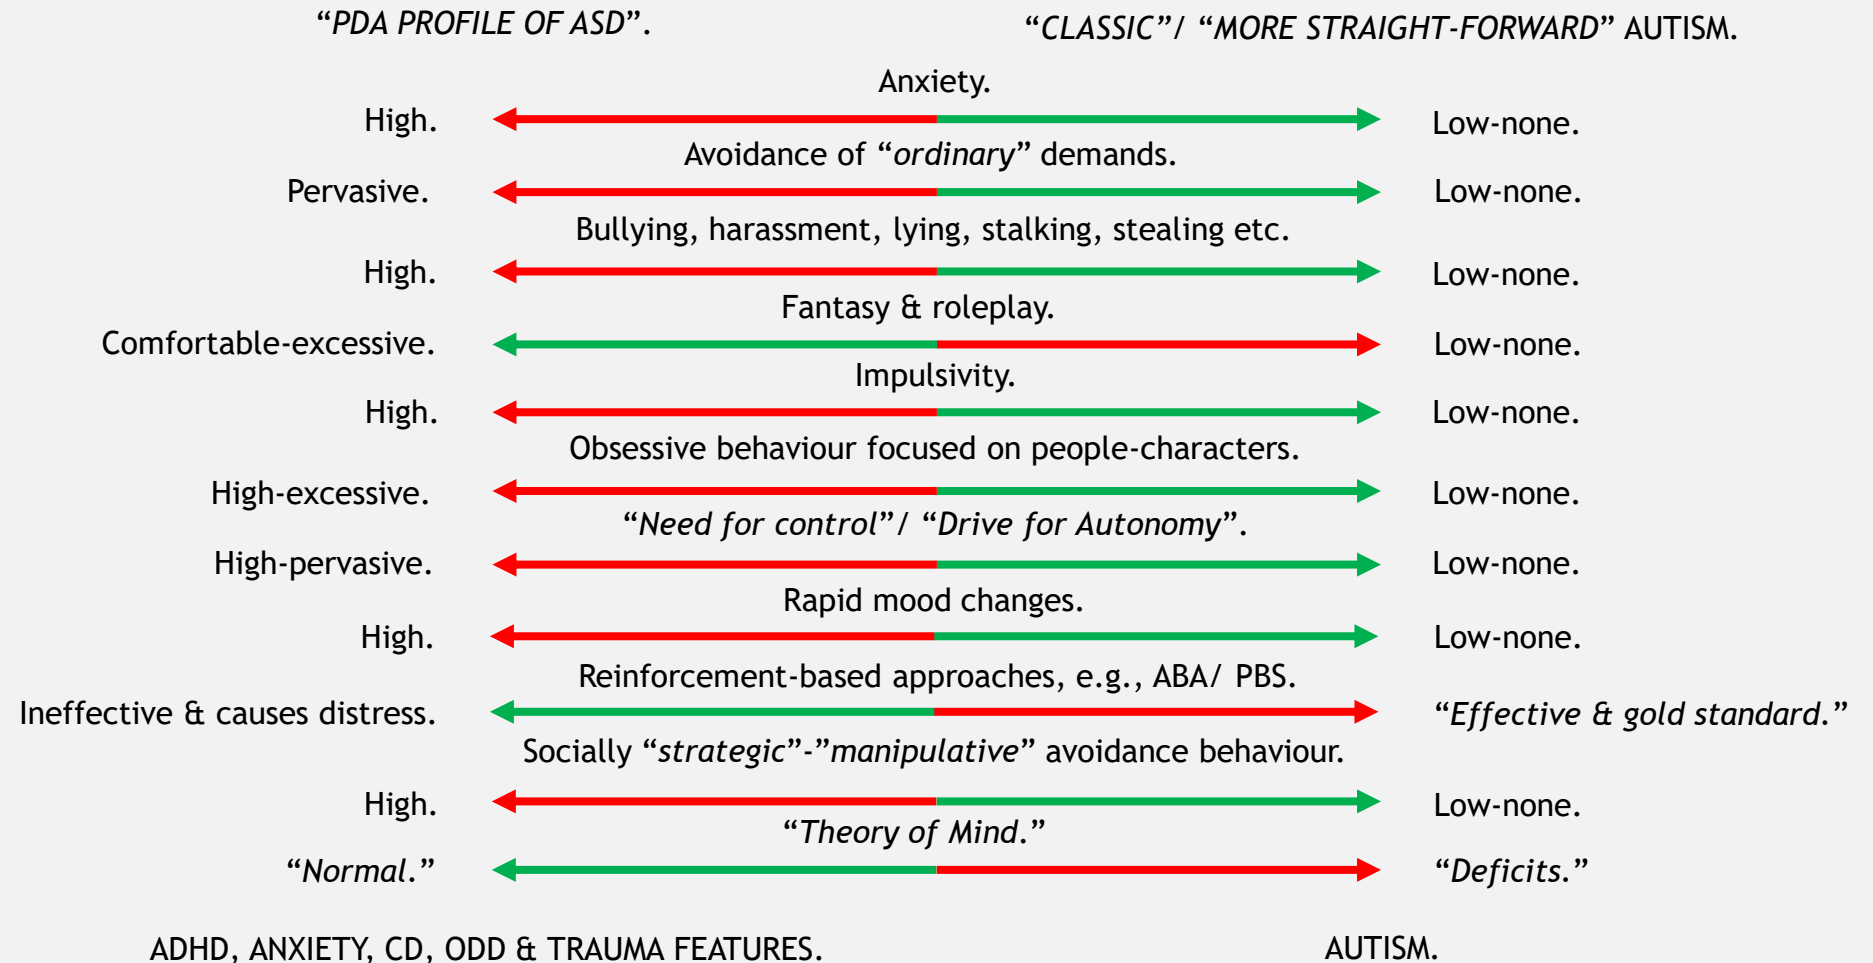 “PDA PROFILE OF ASD”. “CLASSIC”/ “MORE STRAIGHT-FORWARD” AUTISM.
Anxiety.
High. Low-none.
Avoidance of “ordinary” demands.
Pervasive. Low-none.
Bullying, harassment, lying, stalking, stealing etc.
High. Low-none.
Fantasy & roleplay.
Comfortable-excessive. Low-none.
Impulsivity.
High. Low-none.
Obsessive behaviour focused on people-characters.
High-excessive. Low-none.
“Need for control”/ “Drive for Autonomy”.
High-pervasive. Low-none.
Rapid mood changes.
High. Low-none.
Reinforcement-based approaches, e.g., ABA/ PBS.
Ineffective & causes distress. “Effective & gold standard.”
Socially “strategic”-”manipulative” avoidance behaviour.
High. Low-none.
“Theory of Mind.”
“Normal.” “Deficits.”
ADHD, ANXIETY, CD, ODD & TRAUMA FEATURES. AUTISM.